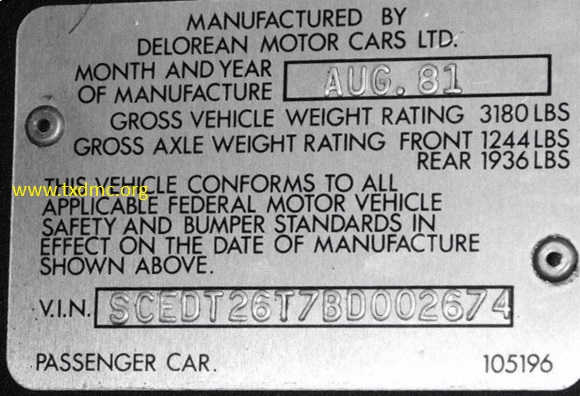 MANUFACTURED BY
DELOREAN MOTOR CARS LTD.
MONTH AND YEAR
OF MANUFACTURE AUG. 81
GROSS VEHICLE WEIGHT RATING 3180 LBS
GROSS AXLE WEIGHT RATING FRONT 1244 LBS
REAR 1936 LBS
www.txdmc.org
THIS VEHICLE CONFORMS TO ALL
APPLICABLE FEDERAL MOTOR VEHICLE
SAFETY AND BUMPER STANDARDS IN
EFFECT ON THE DATE OF MANUFACTURE
SHOWN ABOVE.
V.I.N. SCEDT26T7BD002674
PASSENGER CAR. 105196